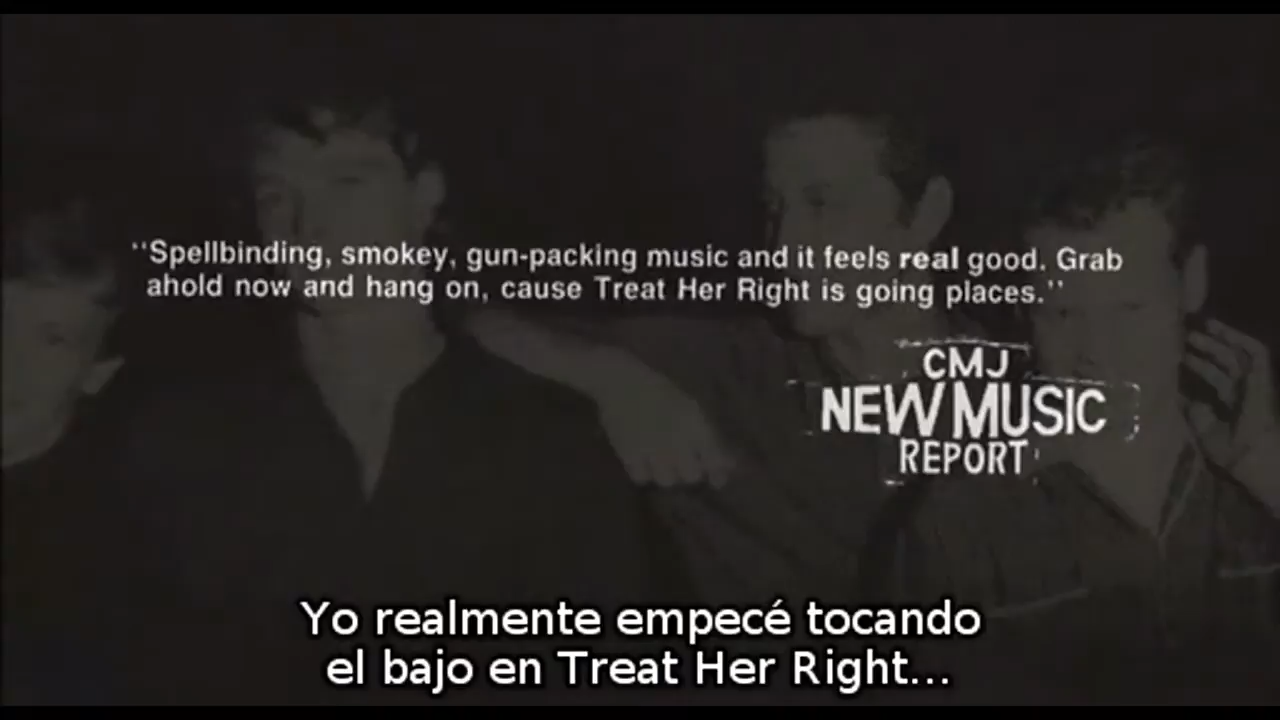 “Spellbinding, smokey, gun-packing music and it feels real good. Grab
ahold now and hang on, cause Treat Her Right is going places.”
CMJ
NEW MUSIC
REPORT
Yo realmente empecé tocando
el bajo en Treat Her Right...